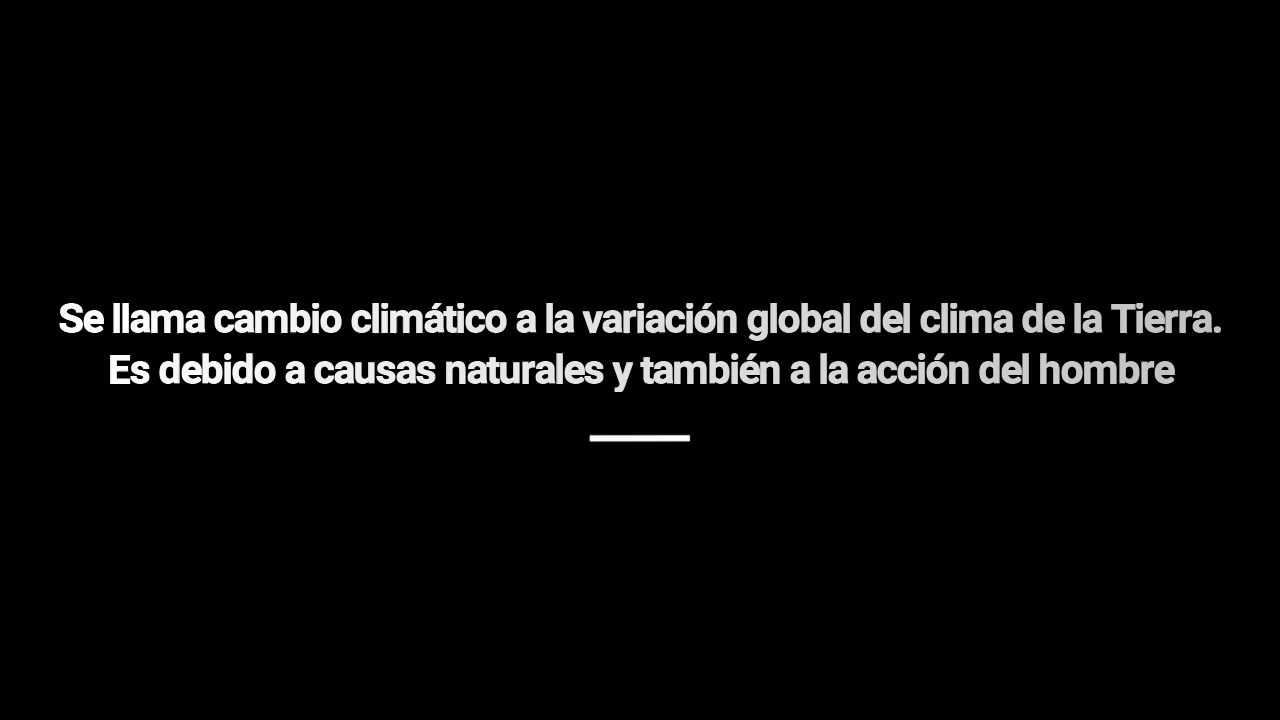 Se llama cambio climático a la variación global del clima de la Tierra.
Es debido a causas naturales y también a la acción del hombre